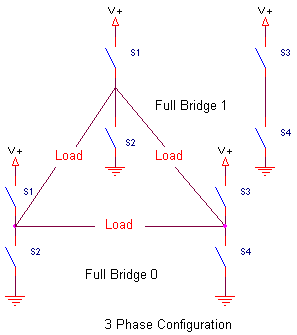 V+ V+
S1 S3
Full Bridge 1
S2 S4
V+ Load Load V+
S1 S3
Load
S2 S4
Full Bridge 0
3 Phase Configuration